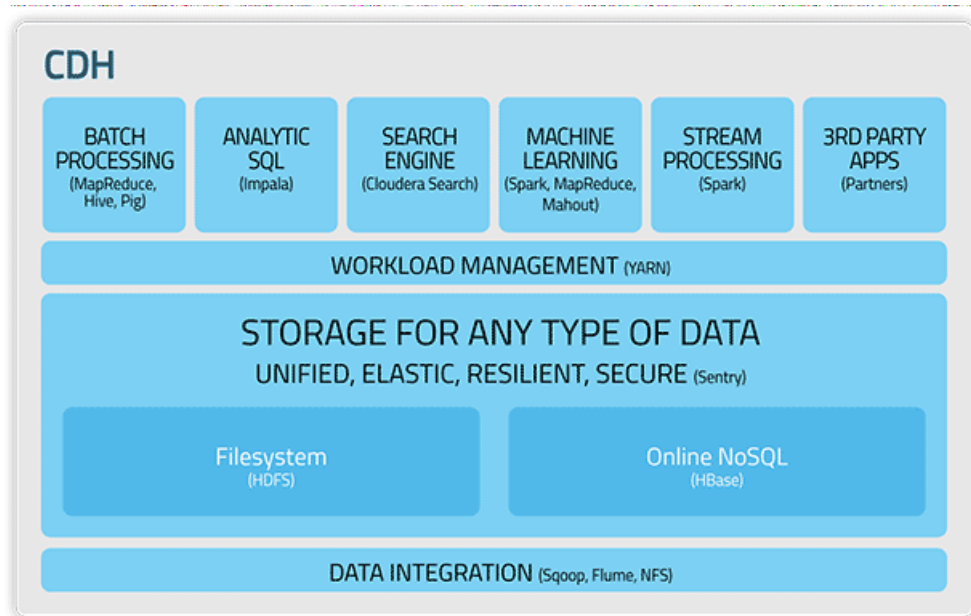 CDH
BATCH
PROCESSING
(MapReduce,
Hive, Pig)
ANALYTIC
SQL
(Impala)
SEARCH
ENGINE
(Cloudera Search)
MACHINE
LEARNING
(Spark, MapReduce,
Mahout)
STREAM
PROCESSING
(Spark)
3RD PARTY
APPS
(Partners)
WORKLOAD MANAGEMENT (YARN)
STORAGE FOR ANY TYPE OF DATA
UNIFIED, ELASTIC, RESILIENT, SECURE (Sentry)
Filesystem
(HDFS)
Online NoSQL
(HBase)
DATA INTEGRATION (Sqoop, Flume, NFS)